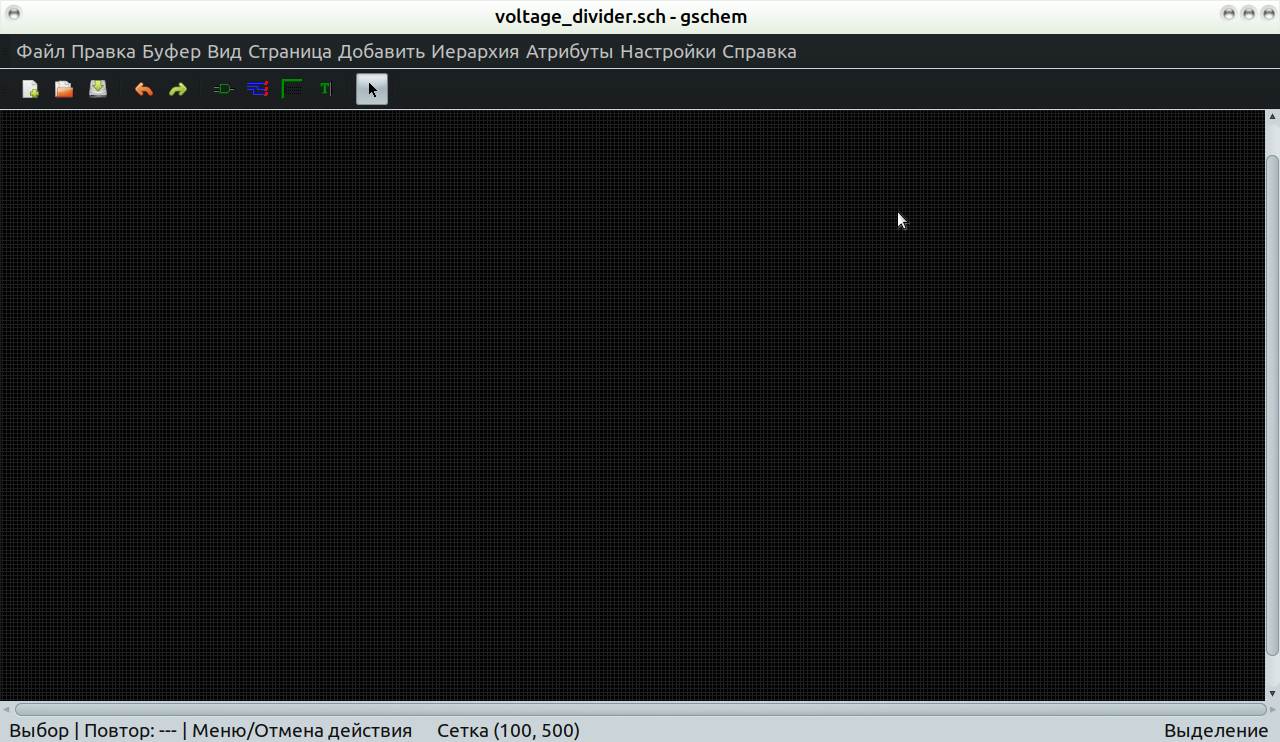 voltage_divider.sch - gschem
Файл Правка Буфер Вид Страница Добавить Иерархия Атрибуты Настройки Справка
T
Выбор | Повтор: --- | Меню/Отмена действия Сетка (100, 500) Выделение